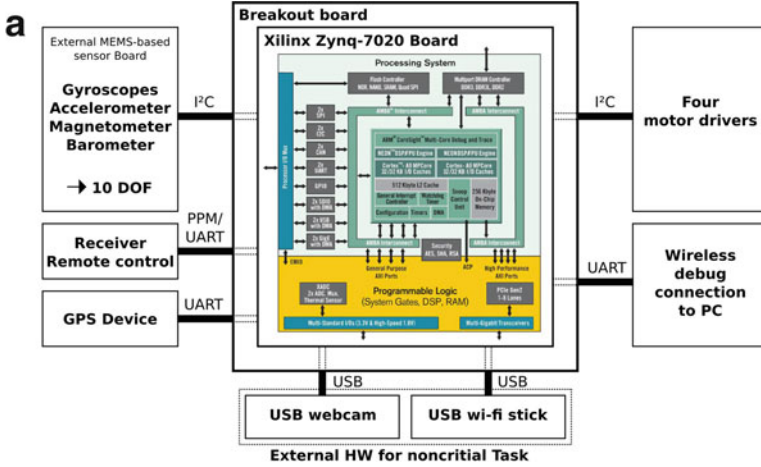 a
Breakout board
Xilinx Zynq-7020 Board
External MEMS-based
sensor Board
Gyroscopes
Accelerometer
Magnetometer
Barometer
→ 10 DOF
I²C
Receiver
Remote control
PPM/
UART
GPS Device
UART
Processing System
Flash Controller
NOR, NAND, SRAM, Quad SPI
Multiport DRAM Controller
DDR3, DDR3L, DDR2
Processor I/O Mux
2x
SPI
2x
I2C
2x
CAN
2x
UART
GPIO
2x SDIO
with DMA
2x USB
with DMA
2x GigE
with DMA
AMBA® Interconnect
AMBA® Interconnect
ARM® CoreSight™ Multi-Core Debug and Trace
NEON™ DSP/FPU Engine
NEON DSP/FPU Engine
Cortex™- A9 MPCore
32/32 KB I/D Caches
Cortex™- A9 MPCore
32/32 KB I/D Caches
512 Kbyte L2 Cache
General Interrupt
Controller
Watchdog
Timer
Configuration
Timers
DMA
Snoop
Control
Unit
256 Kbyte
On-Chip
Memory
AMBA® Interconnect
Security
AES, SHA, RSA
AMBA® Interconnect
EMIO
General Purpose
AXI Ports
ACP
High Performance
AXI Ports
XADC
2x ADC, Mux,
Thermal Sensor
Programmable Logic
(System Gates, DSP, RAM)
PCIe Gen2
1-8 Lanes
Multi-Standard I/Os (3.3V & High-Speed 1.8V)
Multi-Gigabit Transceivers
I²C
Four
motor drivers
UART
Wireless
debug
connection
to PC
USB
USB
USB webcam
USB wi-fi stick
External HW for noncritial Task